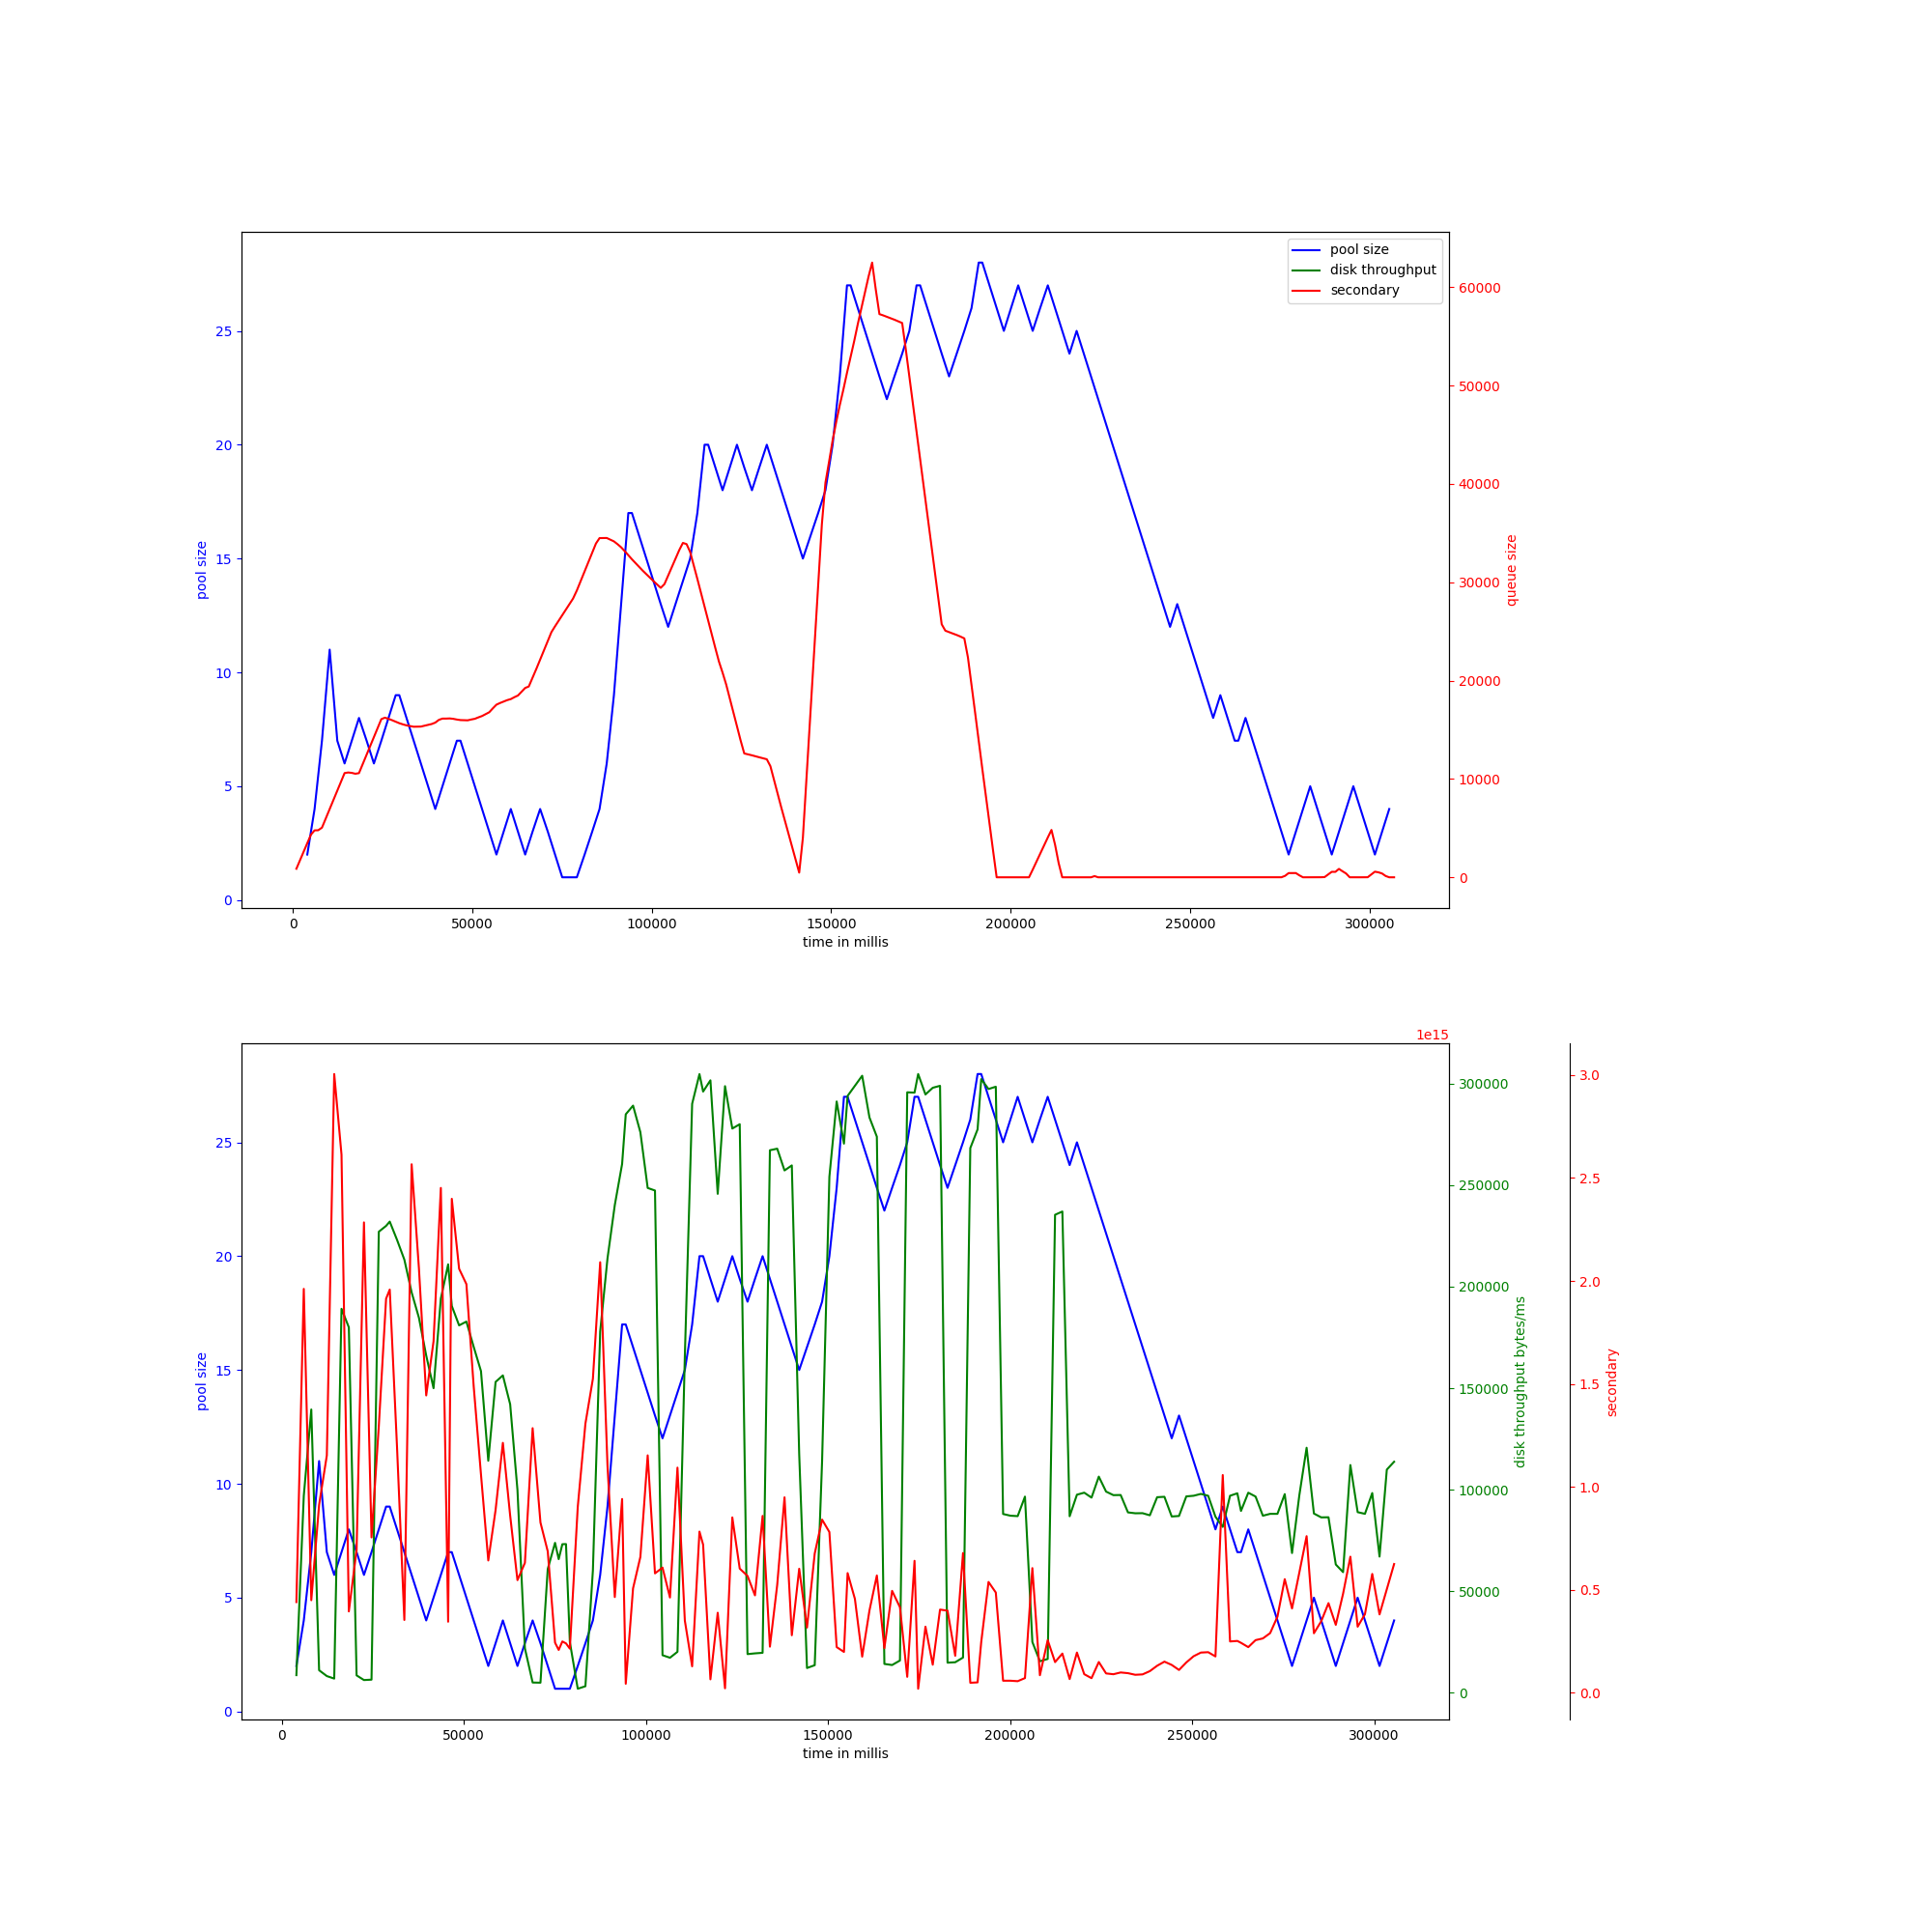 pool size
disk throughput
secondary
25
20
15
10
5
0
pool size
60000
50000
40000
30000
20000
10000
0
queue size
0 50000 100000 150000 200000 250000 300000
time in millis
1e15
25
20
15
10
5
0
pool size
300000
250000
200000
150000
100000
50000
0
disk throughput bytes/ms
3.0
2.5
2.0
1.5
1.0
0.5
0.0
secondary
0 50000 100000 150000 200000 250000 300000
time in millis